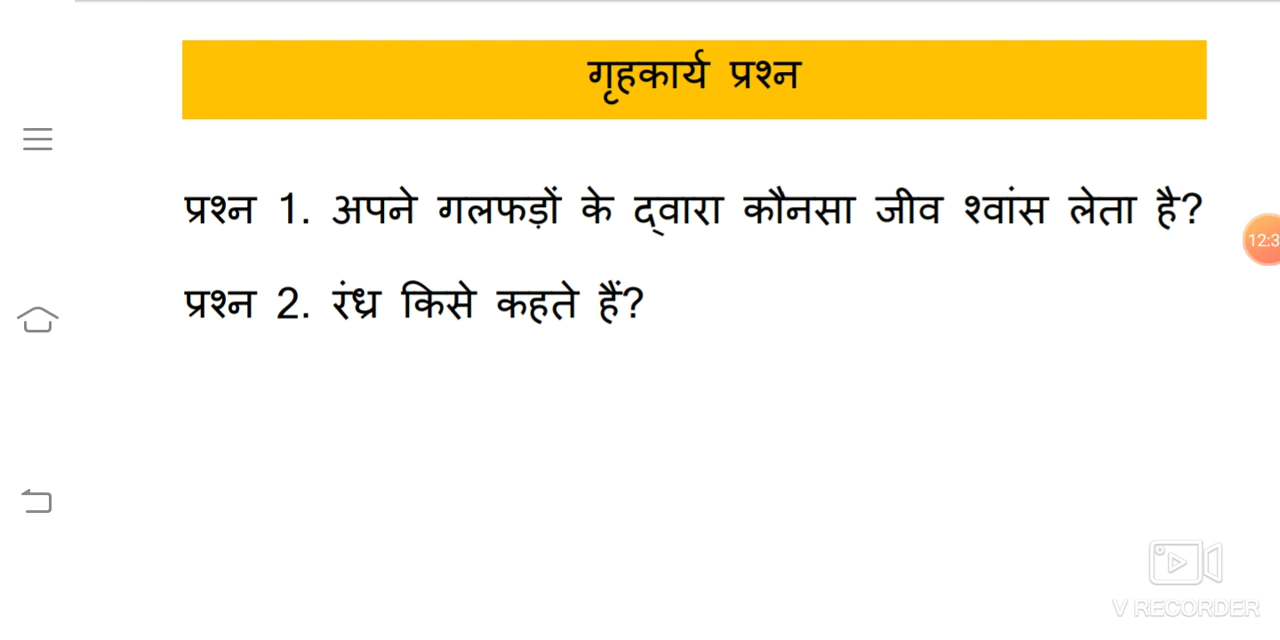 गृहकार्य प्रश्न
प्रश्न 1. अपने गलफड़ों के द्वारा कौनसा जीव श्वांस लेता है?
12:3
प्रश्न 2. रंध्र किसे कहते हैं?
V RECORDER